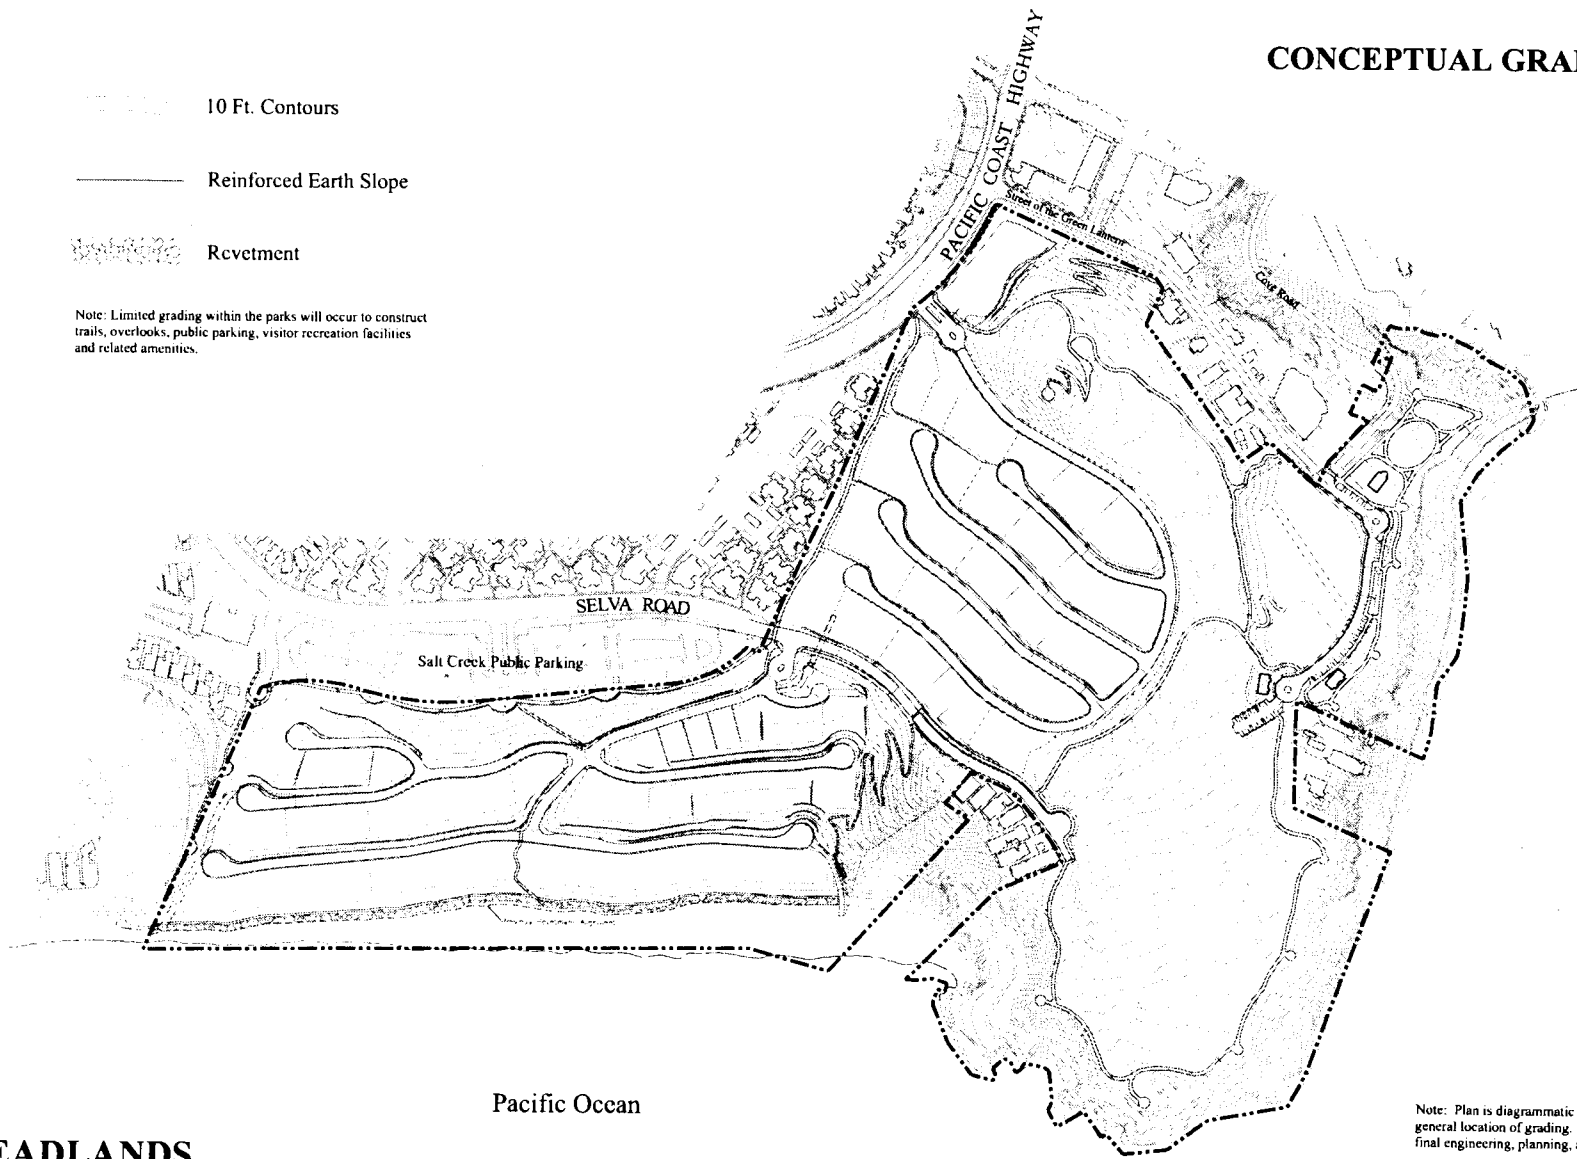 CONCEPTUAL GRA
10 Ft. Contours
Reinforced Earth Slope
Revetment
Note: Limited grading within the parks will occur to construct
trails, overlooks, public parking, visitor recreation facilities
and related amenities.
PACIFIC COAST HIGHWAY
Street of the Green Lantern
Cove Road
SELVA ROAD
Salt Creek Public Parking
Pacific Ocean
EADLANDS
Note: Plan is diagrammatic
general location of grading.
final engineering, planning,